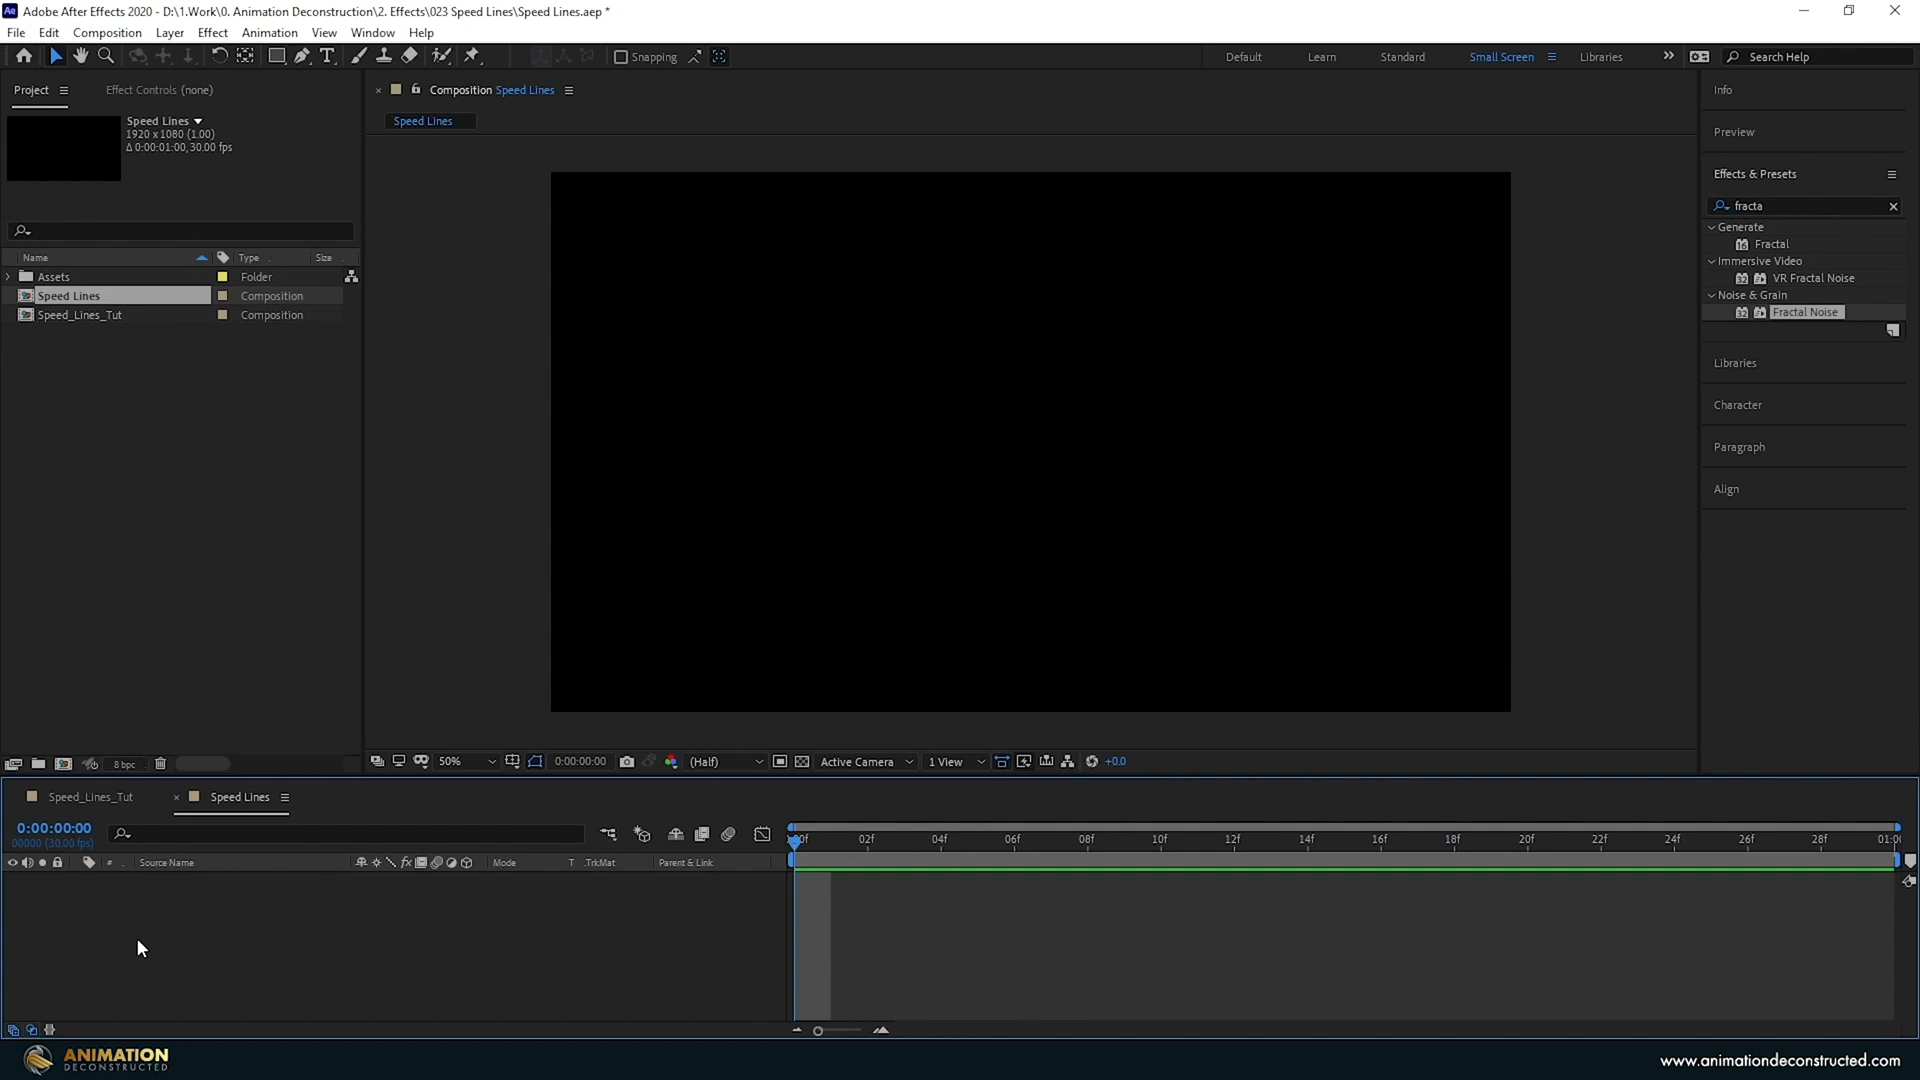 Ae Adobe After Effects 2020 - D:\1.Work\0. Animation Deconstruction\2. Effects\023 Speed Lines\Speed Lines.aep *
File Edit Composition Layer Effect Animation View Window Help
T Snapping Default Learn Standard Small Screen Libraries Search Help
Project Effect Controls (none)
Speed Lines
1920 x 1080 (1.00)
Δ 0:00:01:00, 30.00 fps
Name Type Size
Assets Folder
Speed Lines Composition
Speed_Lines_Tut Composition
8 bpc
Composition Speed Lines
Speed Lines
50% 0:00:00:00 (Half) Active Camera 1 View +0.0
Info
Preview
Effects & Presets
fracta
Generate
16 Fractal
Immersive Video
32 VR Fractal Noise
Noise & Grain
32 Fractal Noise
Libraries
Character
Paragraph
Align
Speed_Lines_Tut Speed Lines
0:00:00:00
00000 (30.00 fps)
# Source Name fx Mode T .TrkMat Parent & Link
02f 04f 06f 08f 10f 12f 14f 16f 18f 20f 22f 24f 26f 28f
ANIMATION
DECONSTRUCTED
www.animationdeconstructed.com